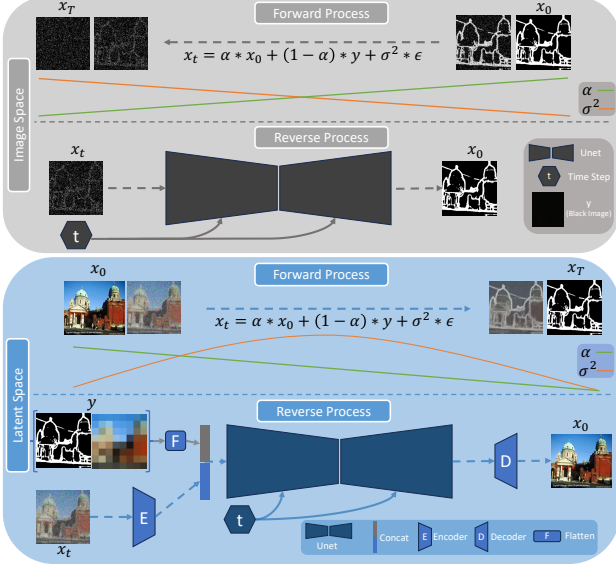 x_T
Forward Process
x_0
x_t = α * x_0 + (1 − α) * y + σ^2 * ϵ
Image Space
α
σ^2
Reverse Process
x_t
x_0
t
Unet
t Time Step
y
(Black Image)
x_0
Forward Process
x_T
x_t = α * x_0 + (1 − α) * y + σ^2 * ϵ
Latent Space
α
σ^2
y
Reverse Process
x_0
F
D
E
x_t
t
Unet
Concat
E Encoder
D Decoder
F Flatten